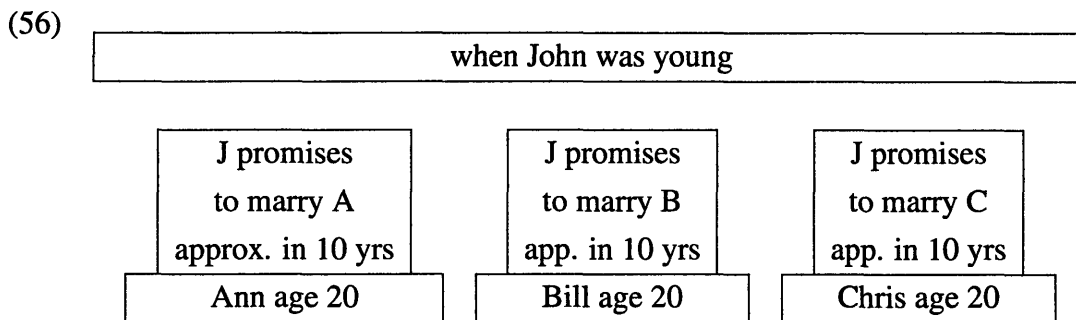 (56)
when John was young
J promises
to marry A
approx. in 10 yrs
Ann age 20
J promises
to marry B
app. in 10 yrs
Bill age 20
J promises
to marry C
app. in 10 yrs
Chris age 20